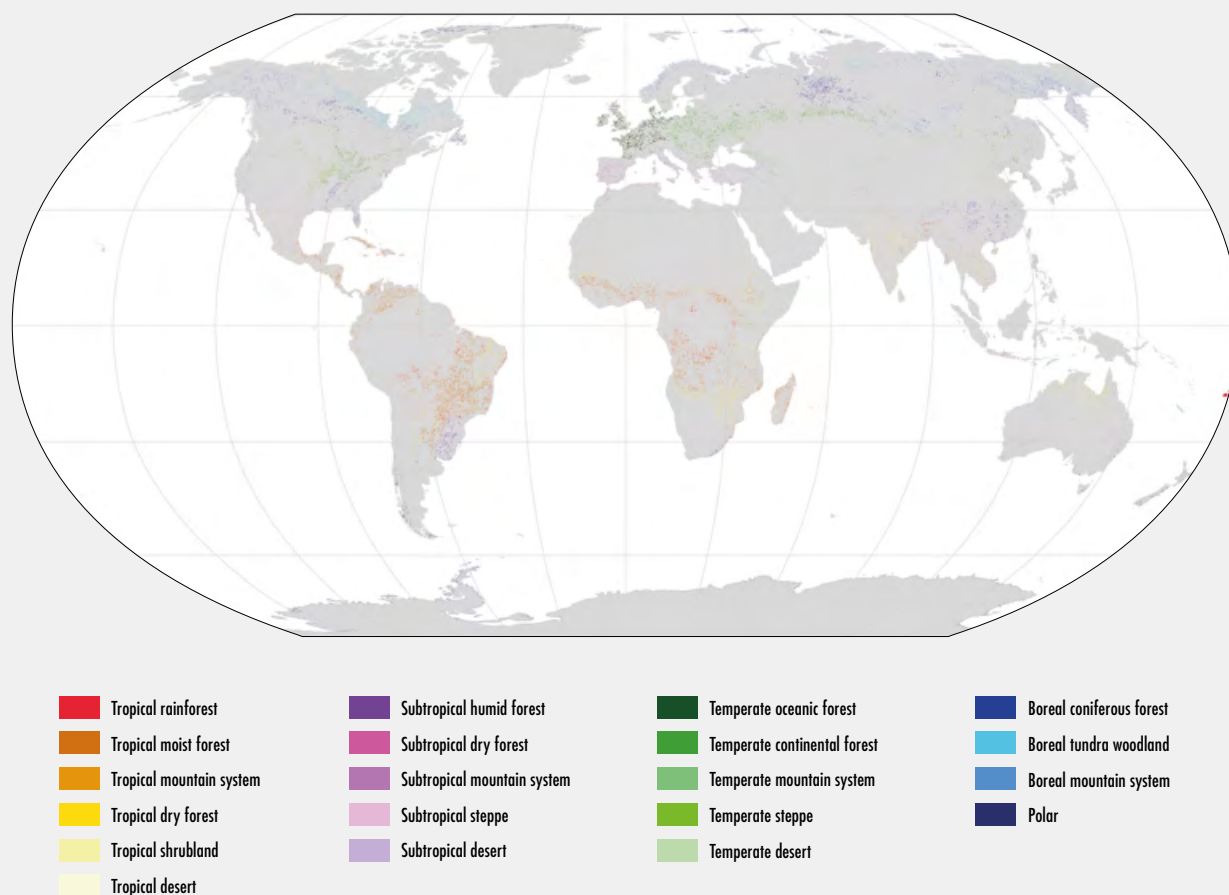 Tropical rainforest
Tropical moist forest
Tropical mountain system
Tropical dry forest
Tropical shrubland
Tropical desert
Subtropical humid forest
Subtropical dry forest
Subtropical mountain system
Subtropical steppe
Subtropical desert
Temperate oceanic forest
Temperate continental forest
Temperate mountain system
Temperate steppe
Temperate desert
Boreal coniferous forest
Boreal tundra woodland
Boreal mountain system
Polar